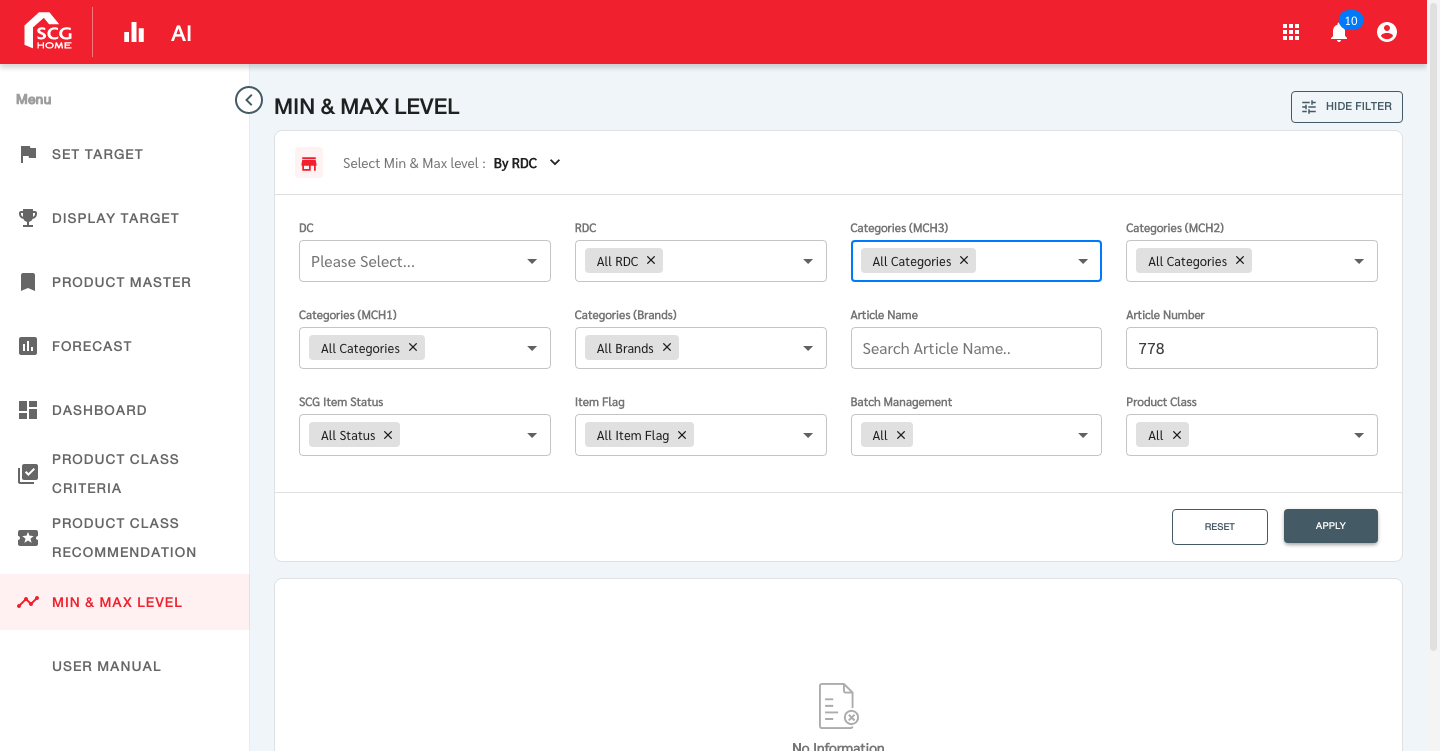 SCG
HOME
AI
10
Menu
MIN & MAX LEVEL
HIDE FILTER
SET TARGET
DISPLAY TARGET
PRODUCT MASTER
FORECAST
DASHBOARD
PRODUCT CLASS
CRITERIA
PRODUCT CLASS
RECOMMENDATION
MIN & MAX LEVEL
USER MANUAL
Select Min & Max level : By RDC
DC
RDC
Categories (MCH3)
Categories (MCH2)
Please Select...
All RDC
All Categories
All Categories
Categories (MCH1)
Categories (Brands)
Article Name
Article Number
All Categories
All Brands
Search Article Name..
778
SCG Item Status
Item Flag
Batch Management
Product Class
All Status
All Item Flag
All
All
RESET
APPLY
No Information